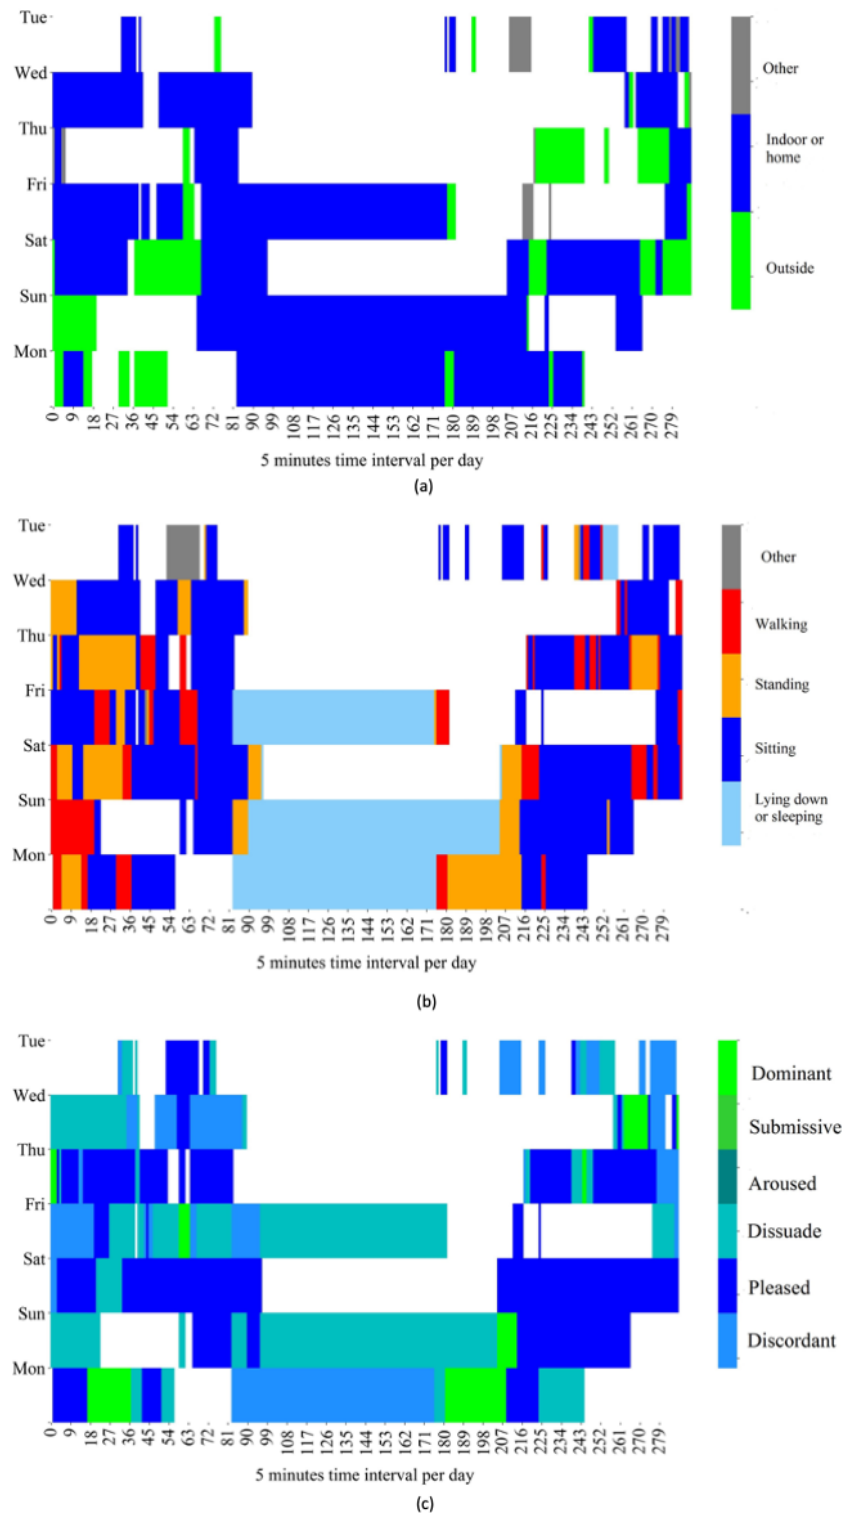 Tue
Wed
Thu
Fri
Sat
Sun
Mon
0 9 18 27 36 45 54 63 72 81 90 99 108 117 126 135 144 153 162 171 180 189 198 207 216 225 234 243 252 261 270 279
5 minutes time interval per day
Other
Indoor or
home
Outside
(a)
Tue
Wed
Thu
Fri
Sat
Sun
Mon
0 9 18 27 36 45 54 63 72 81 90 99 108 117 126 135 144 153 162 171 180 189 198 207 216 225 234 243 252 261 270 279
5 minutes time interval per day
Other
Walking
Standing
Sitting
Lying down
or sleeping
(b)
Tue
Wed
Thu
Fri
Sat
Sun
Mon
0 9 18 27 36 45 54 63 72 81 90 99 108 117 126 135 144 153 162 171 180 189 198 207 216 225 234 243 252 261 270 279
5 minutes time interval per day
Dominant
Submissive
Aroused
Dissuade
Pleased
Discordant
(c)